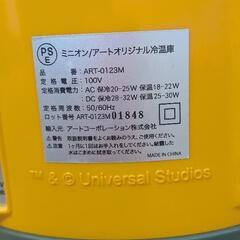 PS
E
ミニオン/アートオリジナル冷温庫
品番：ART-0123M
定格電圧：100V
定格消費電力：AC 保冷20-25W 保温18-22W
DC 保冷28-32W 保温25-30W
定格周波数：50/60Hz
ロット番号 ART-0123M01848
輸入元：アートコーポレーション株式会社
注意
MADE IN CHINA
TM & © Universal Studios